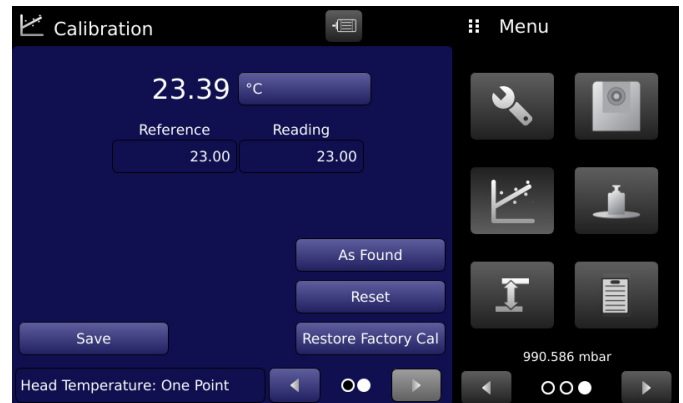 Calibration
Menu
23.39 °C
Reference Reading
23.00 23.00
As Found
Reset
Save Restore Factory Cal
990.586 mbar
Head Temperature: One Point